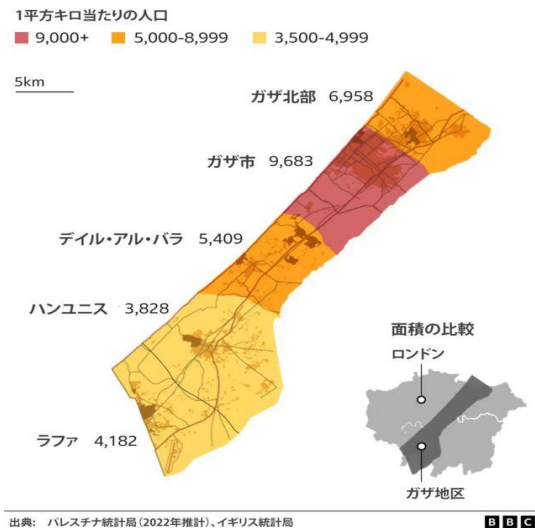 1平方キロ当たりの人口
9,000+ 5,000-8,999 3,500-4,999
5km
ガザ北部 6,958
ガザ市 9,683
デイル・アル・バラ 5,409
ハンユニス 3,828
ラファ 4,182
面積の比較
ロンドン
ガザ地区
出典: パレスチナ統計局(2022年推計)、イギリス統計局
BBC